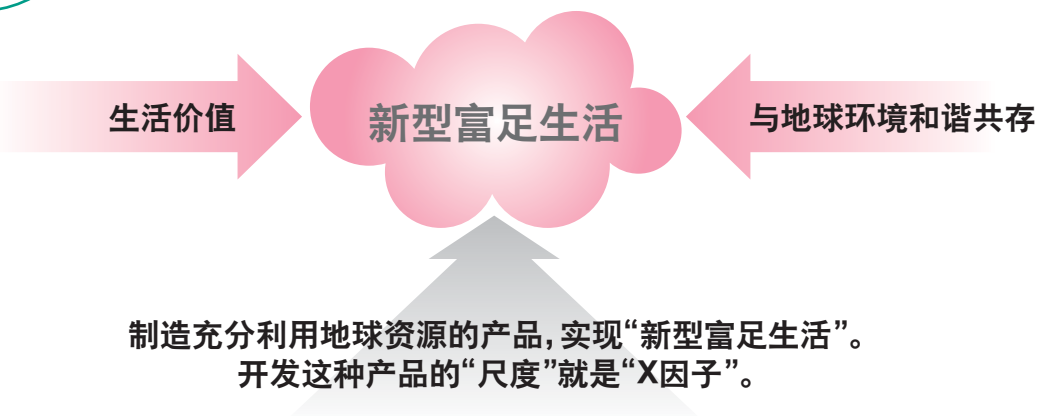 生活价值
新型富足生活
与地球环境和谐共存
制造充分利用地球资源的产品,实现“新型富足生活”。
开发这种产品的“尺度”就是“X因子”。